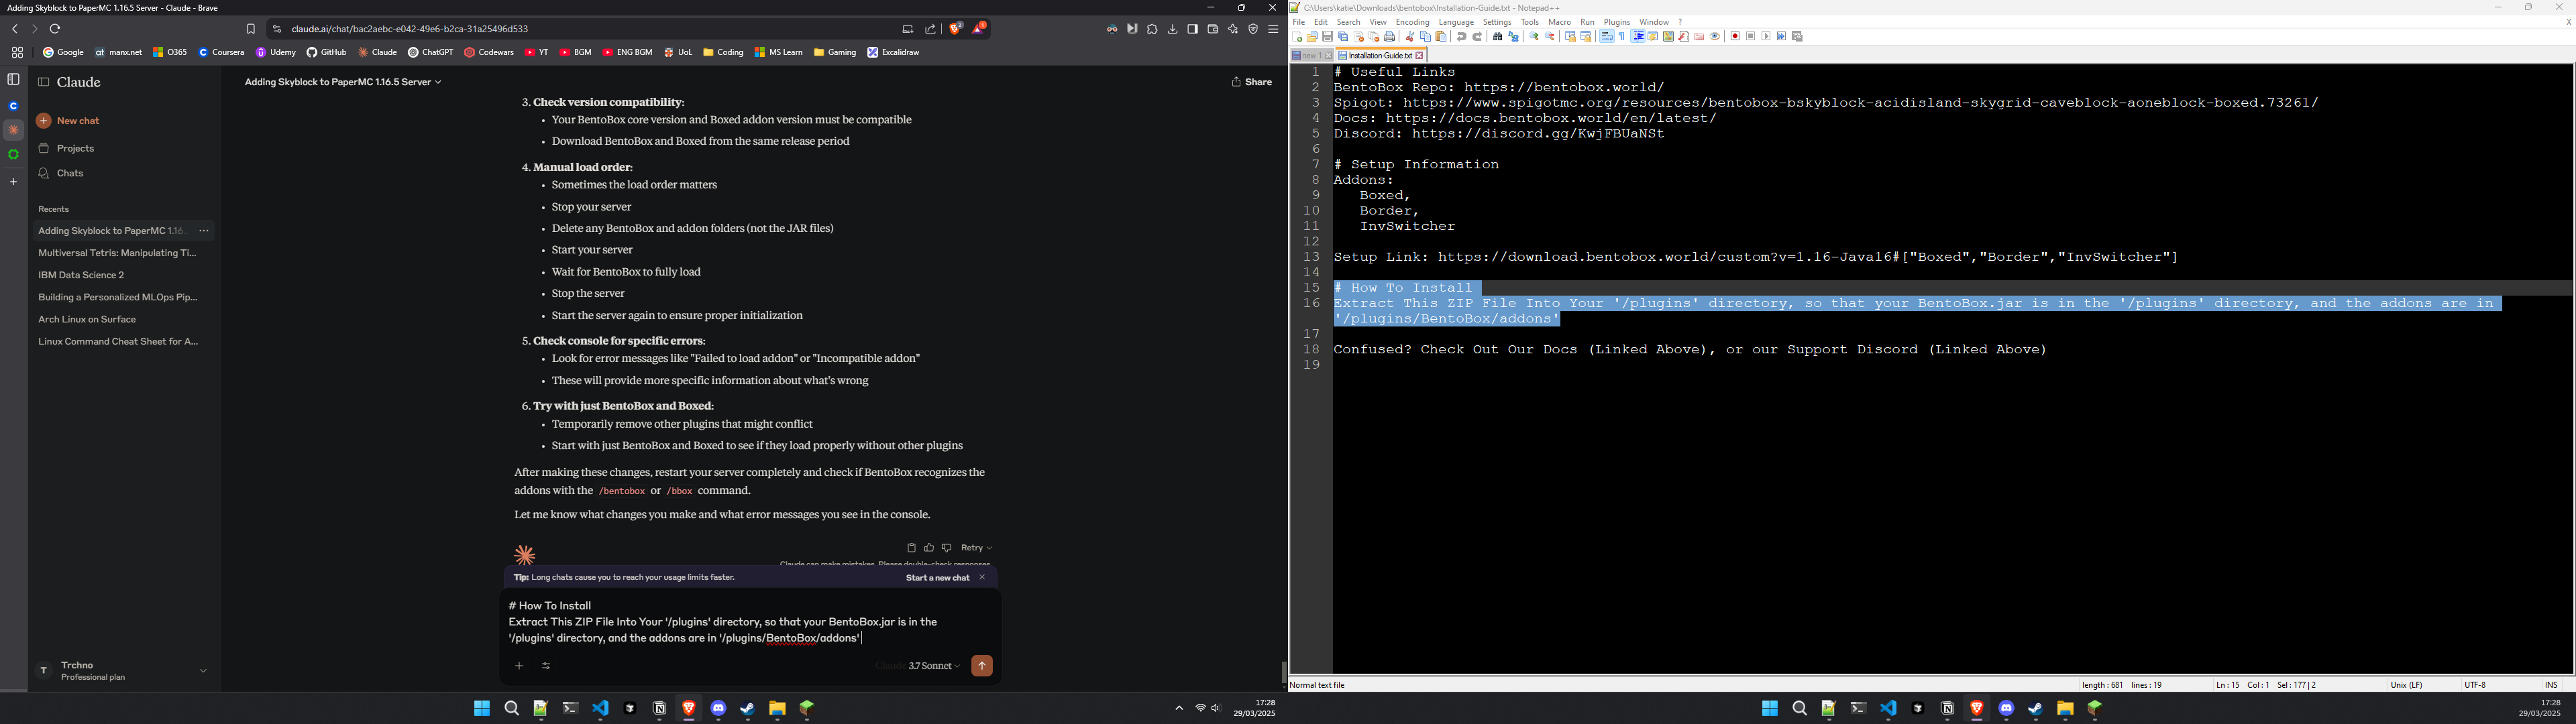 Adding Skyblock to PaperMC 1.16.5 Server - Claude - Brave
claude.ai/chat/bac2aebc-e042-49e6-b2ca-31a25496d533
Google manx.net O365 Coursera Udemy GitHub Claude ChatGPT Codewars YT BGM ENG BGM UoL Coding MS Learn Gaming Excalidraw
Claude
New chat
Projects
Chats
Recents
Adding Skyblock to PaperMC 1.16...
Multiversal Tetris: Manipulating Ti...
IBM Data Science 2
Building a Personalized MLOps Pip...
Arch Linux on Surface
Linux Command Cheat Sheet for A...
T
Trchno
Professional plan
Adding Skyblock to PaperMC 1.16.5 Server
Share
3. Check version compatibility:
• Your BentoBox core version and Boxed addon version must be compatible
• Download BentoBox and Boxed from the same release period
4. Manual load order:
• Sometimes the load order matters
• Stop your server
• Delete any BentoBox and addon folders (not the JAR files)
• Start your server
• Wait for BentoBox to fully load
• Stop the server
• Start the server again to ensure proper initialization
5. Check console for specific errors:
• Look for error messages like "Failed to load addon" or "Incompatible addon"
• These will provide more specific information about what's wrong
6. Try with just BentoBox and Boxed:
• Temporarily remove other plugins that might conflict
• Start with just BentoBox and Boxed to see if they load properly without other plugins
After making these changes, restart your server completely and check if BentoBox recognizes the
addons with the /bentobox or /bbox command.
Let me know what changes you make and what error messages you see in the console.
Retry
Claude can make mistakes. Please double-check responses.
Tip: Long chats cause you to reach your usage limits faster.
Start a new chat
# How To Install
Extract This ZIP File Into Your '/plugins' directory, so that your BentoBox.jar is in the
'/plugins' directory, and the addons are in '/plugins/BentoBox/addons'
Claude 3.7 Sonnet
17:28
29/03/2025
C:\Users\katie\Downloads\bentobox\Installation-Guide.txt - Notepad++
File Edit Search View Encoding Language Settings Tools Macro Run Plugins Window ?
X
new 1 Installation-Guide.txt
1 # Useful Links
2 BentoBox Repo: https://bentobox.world/
3 Spigot: https://www.spigotmc.org/resources/bentobox-bskyblock-acidisland-skygrid-caveblock-aoneblock-boxed.73261/
4 Docs: https://docs.bentobox.world/en/latest/
5 Discord: https://discord.gg/KwjFBUaNSt
6
7 # Setup Information
8 Addons:
9 Boxed,
10 Border,
11 InvSwitcher
12
13 Setup Link: https://download.bentobox.world/custom?v=1.16-Java16#["Boxed","Border","InvSwitcher"]
14
15 # How To Install
16 Extract This ZIP File Into Your '/plugins' directory, so that your BentoBox.jar is in the '/plugins' directory, and the addons are in
'/plugins/BentoBox/addons'
17
18 Confused? Check Out Our Docs (Linked Above), or our Support Discord (Linked Above)
19
Normal text file
length : 681 lines : 19
Ln : 15 Col : 1 Sel : 177 | 2
Unix (LF)
UTF-8
INS
17:28
29/03/2025